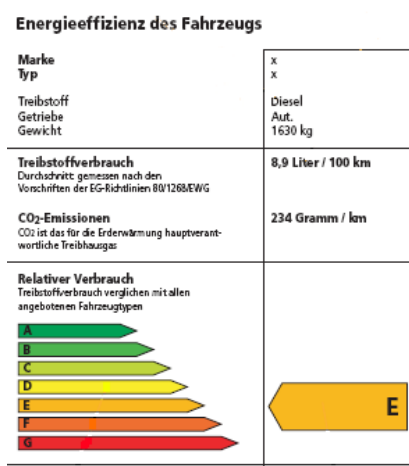 Energieeffizienz des Fahrzeugs
Marke x
Typ x
Treibstoff Diesel
Getriebe Aut.
Gewicht 1630 kg
Treibstoffverbrauch 8,9 Liter / 100 km
Durchschnitt gemessen nach den
Vorschriften der EG-Richtlinien 80/1268/EWG
CO2-Emissionen 234 Gramm / km
CO2 ist das für die Erderwärmung hauptverant-
wortliche Treibhausgas
Relativer Verbrauch
Treibstoffverbrauch verglichen mit allen
angebotenen Fahrzeugtypen
A
B
C
D
E E
F
G